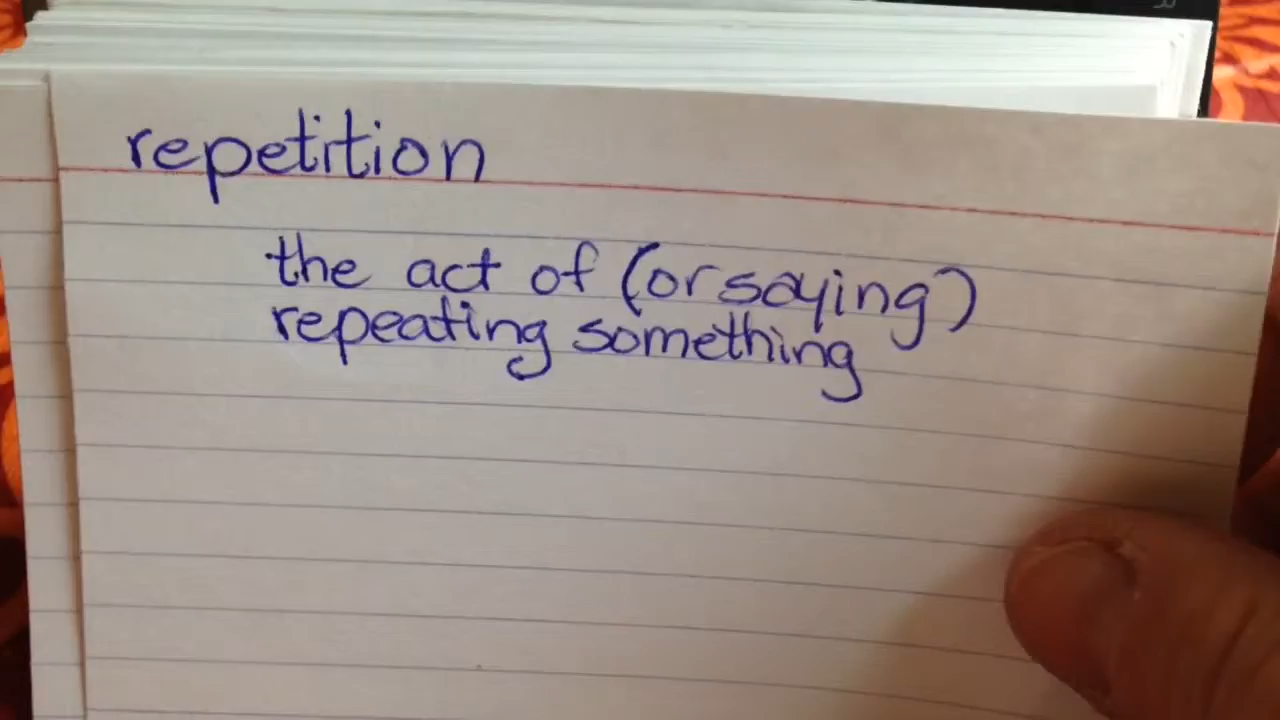 repetition
the act of (or saying)
repeating something